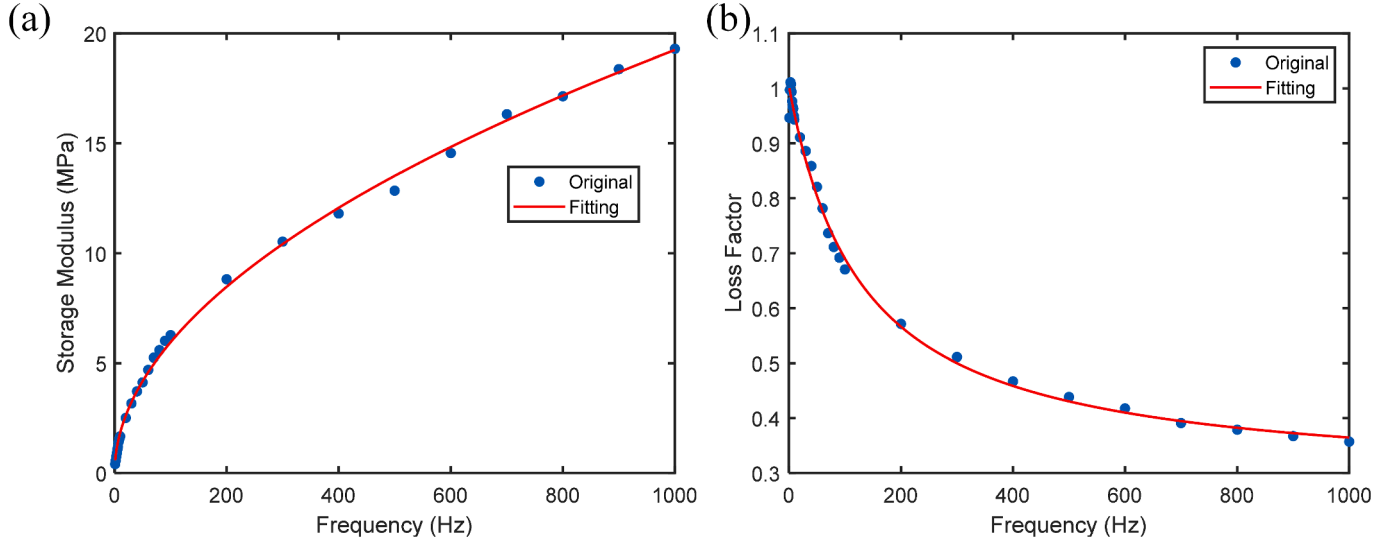 (a)
20
15
10
5
0
Storage Modulus (MPa)
Original
Fitting
0 200 400 600 800 1000
Frequency (Hz)
(b)
1.1
1
0.9
0.8
0.7
0.6
0.5
0.4
0.3
Loss Factor
Original
Fitting
0 200 400 600 800 1000
Frequency (Hz)